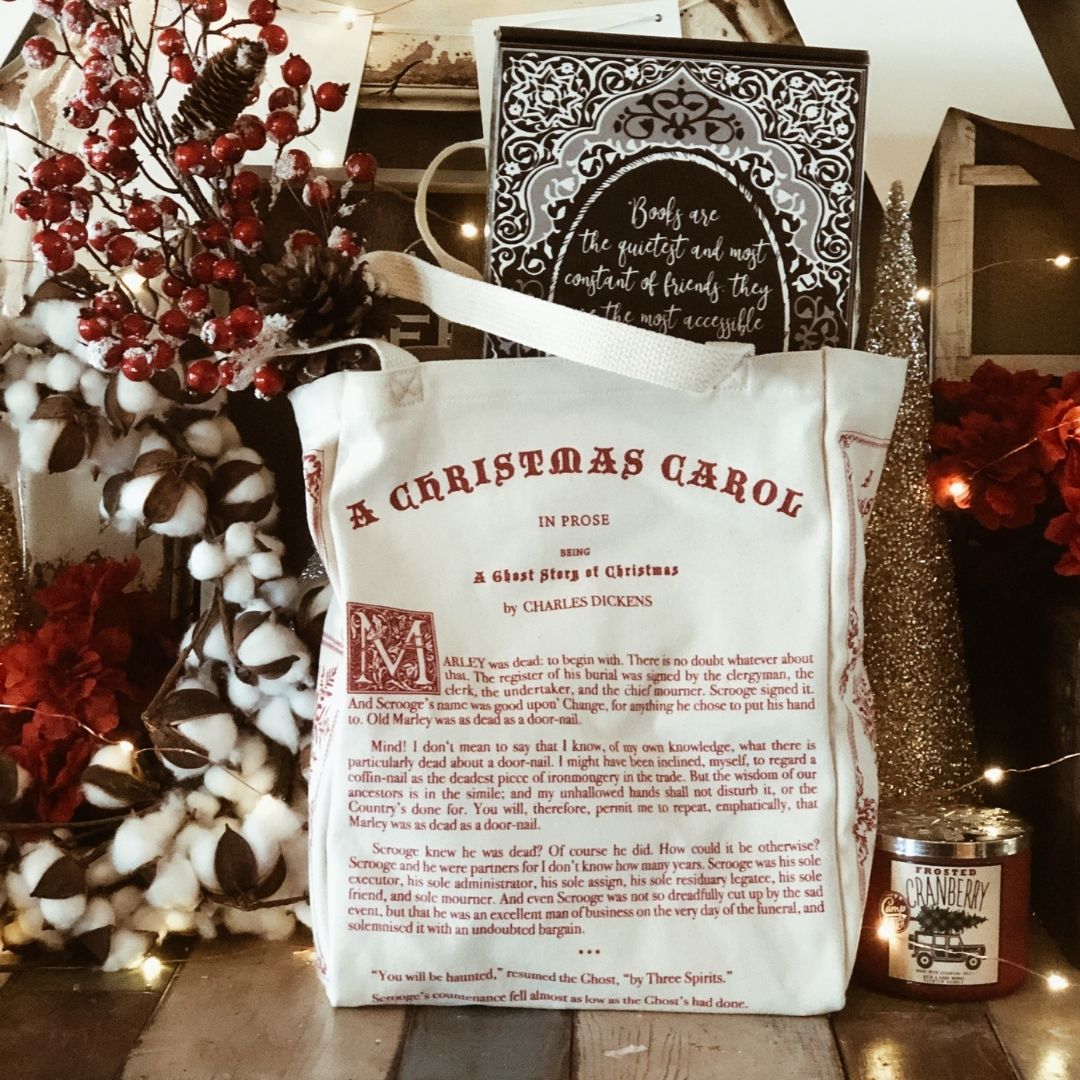 "Books are
the quietest and most
constant of friends. they
the most accessible
A CHRISTMAS CAROL
IN PROSE
BEING
A Ghost Story of Christmas
by CHARLES DICKENS
MARLEY was dead: to begin with. There is no doubt whatever about
that. The register of his burial was signed by the clergyman, the
clerk, the undertaker, and the chief mourner. Scrooge signed it.
And Scrooge's name was good upon 'Change, for anything he chose to put his hand
to. Old Marley was as dead as a door-nail.
Mind! I don't mean to say that I know, of my own knowledge, what there is
particularly dead about a door-nail. I might have been inclined, myself, to regard a
coffin-nail as the deadest piece of ironmongery in the trade. But the wisdom of our
ancestors is in the simile; and my unhallowed hands shall not disturb it, or the
Country's done for. You will, therefore, permit me to repeat, emphatically, that
Marley was as dead as a door-nail.
Scrooge knew he was dead? Of course he did. How could it be otherwise?
Scrooge and he were partners for I don't know how many years. Scrooge was his sole
executor, his sole administrator, his sole assign, his sole residuary legatee, his sole
friend, and sole mourner. And even Scrooge was not so dreadfully cut up by the sad
event, but that he was an excellent man of business on the very day of the funeral, and
solemnised it with an undoubted bargain.
***
"You will be haunted," resumed the Ghost, "by Three Spirits."
Scrooge's countenance fell almost as low as the Ghost's had done.
FROSTED
CRANBERRY
MADE WITH ESSENTIAL OILS
BATH & BODY WORKS
SCENTED CANDLE